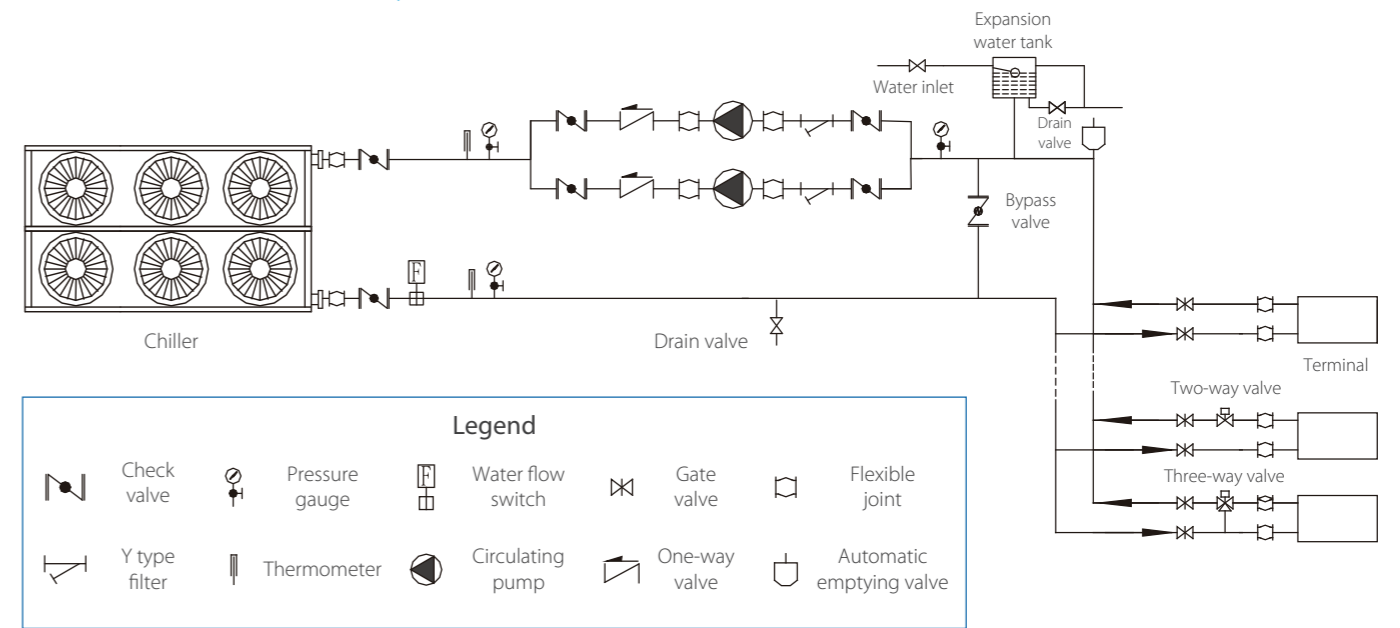 Expansion
water tank
Water inlet
Drain
valve
Bypass
valve
F
Chiller
Drain valve
Terminal
Two-way valve
Three-way valve
Legend
Check
valve
Pressure
gauge
F
Water flow
switch
Gate
valve
Flexible
joint
Y type
filter
Thermometer
Circulating
pump
One-way
valve
Automatic
emptying valve